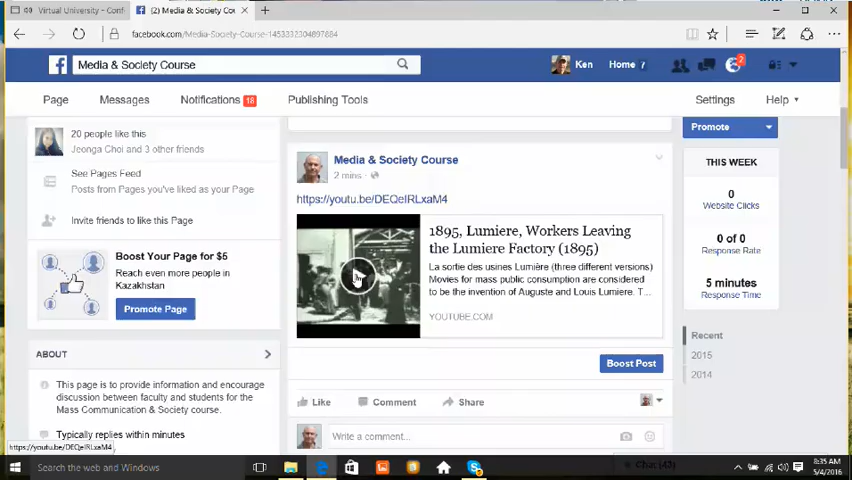 Virtual University - Conf
(2) Media & Society Cou
facebook.com/Media-Society-Course-1453332304897884
Media & Society Course
Ken
Home 7
2
Page
Messages
Notifications 18
Publishing Tools
Settings
Help
20 people like this
Jeonga Choi and 3 other friends
See Pages Feed
Posts from Pages you've liked as your Page
Invite friends to like this Page
Boost Your Page for $5
Reach even more people in
Kazakhstan
Promote Page
ABOUT
This page is to provide information and encourage
discussion between faculty and students for the
Mass Communication & Society course.
Typically replies within minutes
https://youtu.be/DEQeIRLxaM4
Media & Society Course
2 mins
https://youtu.be/DEQeIRLxaM4
1895, Lumiere, Workers Leaving
the Lumiere Factory (1895)
La sortie des usines Lumière (three different versions)
Movies for mass public consumption are considered
to be the invention of Auguste and Louis Lumiere. T...
YOUTUBE.COM
Boost Post
Like
Comment
Share
Write a comment...
Promote
THIS WEEK
0
Website Clicks
0 of 0
Response Rate
5 minutes
Response Time
Recent
2015
2014
Chat (43)
Search the web and Windows
8:35 AM
5/4/2016